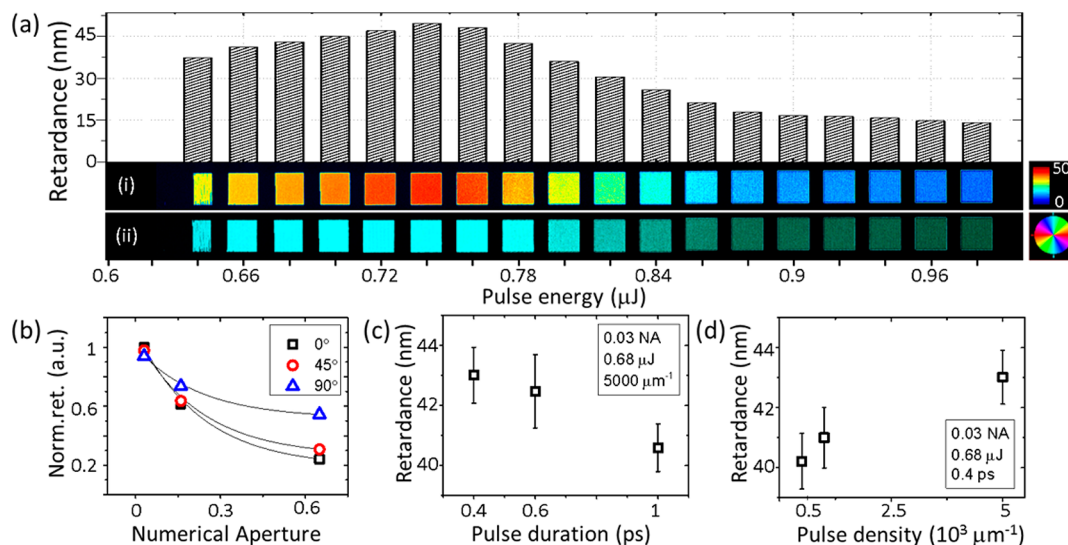 (a)
Retardance (nm)
45
30
15
0
(i)
50
0
(ii)
0.6 0.66 0.72 0.78 0.84 0.9 0.96
Pulse energy (μJ)
(b)
Norm.ret. (a.u.)
1
0.6
0.2
0°
45°
90°
0.0 0.3 0.6
Numerical Aperture
(c)
Retardance (nm)
44
42
40
0.03 NA
0.68 μJ
5000 μm⁻¹
0.4 0.6 1
Pulse duration (ps)
(d)
Retardance (nm)
44
42
40
0.03 NA
0.68 μJ
0.4 ps
0.5 2.5 5
Pulse density (10³ μm⁻¹)